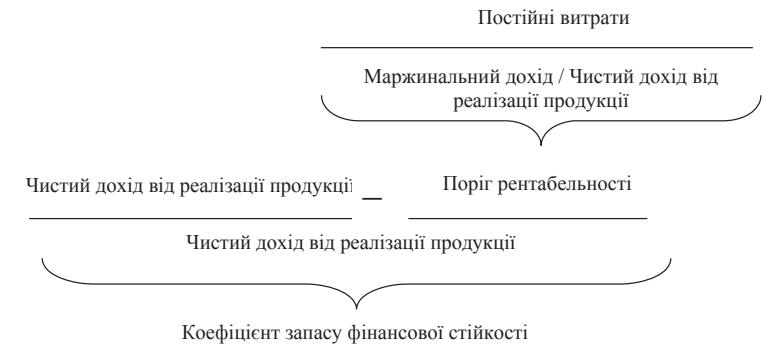 Постійні витрати
Маржинальний дохід / Чистий дохід від
реалізації продукції
Чистий дохід від реалізації продукції – Поріг рентабельності
Чистий дохід від реалізації продукції
Коефіцієнт запасу фінансової стійкості